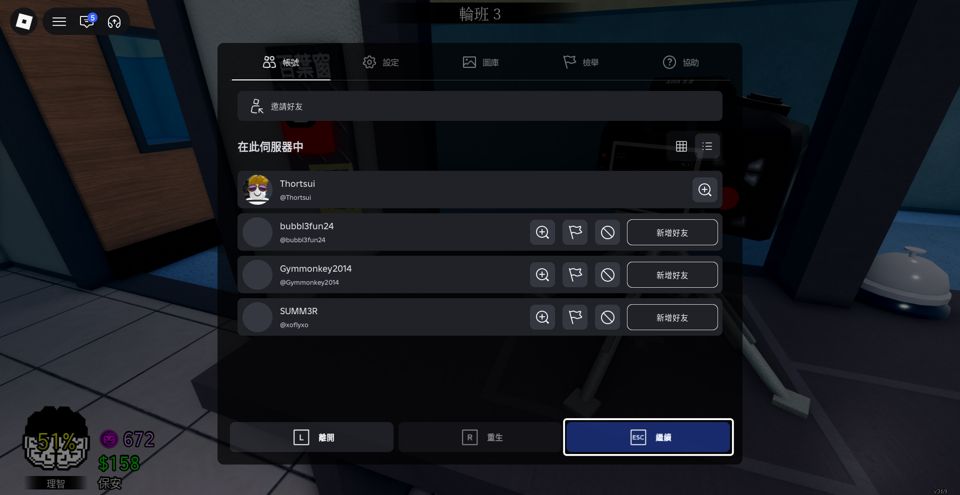 5
輪班 3
帳號
設定
圖庫
檢舉
協助
邀請好友
在此伺服器中
Thortsui
@Thortsui
bubbl3fun24
@bubbl3fun24
新增好友
Gymmonkey2014
@Gymmonkey2014
新增好友
SUMM3R
@xoflyxo
新增好友
L 離開
R 重生
ESC 繼續
51%
672
$158
理智
保安